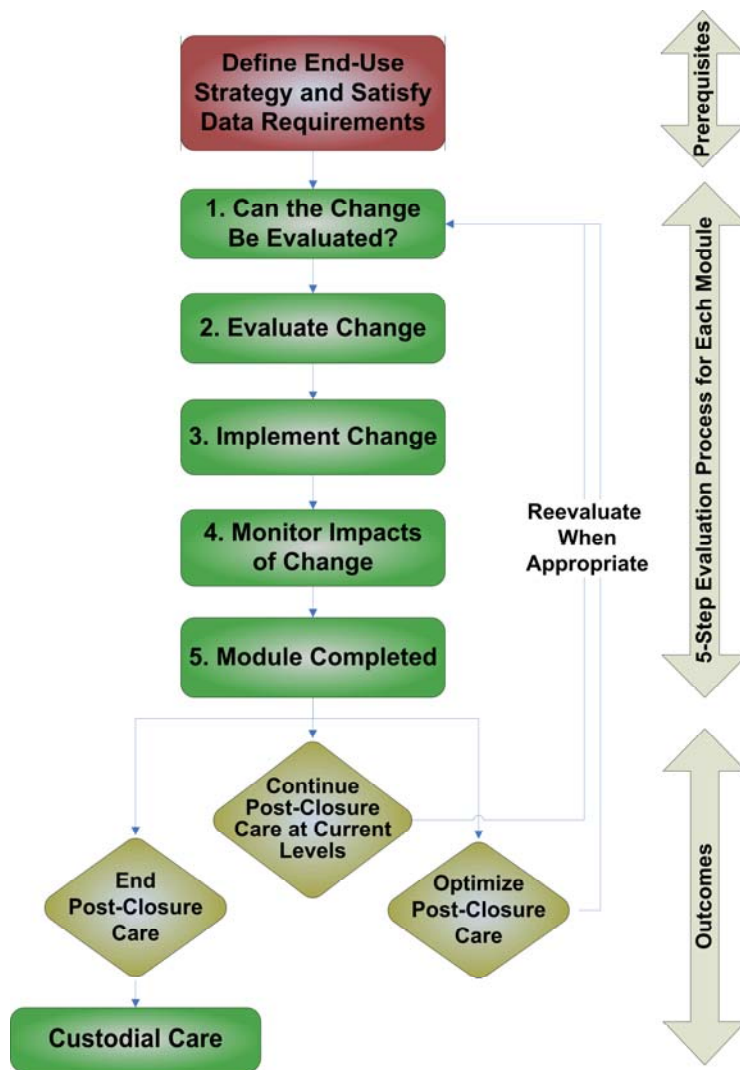 Define End-Use
Strategy and Satisfy
Data Requirements
Prerequisites
1. Can the Change
Be Evaluated?
2. Evaluate Change
3. Implement Change
4. Monitor Impacts
of Change
5. Module Completed
Reevaluate
When
Appropriate
5-Step Evaluation Process for Each Module
Continue
Post-Closure
Care at Current
Levels
End
Post-Closure
Care
Optimize
Post-Closure
Care
Outcomes
Custodial Care